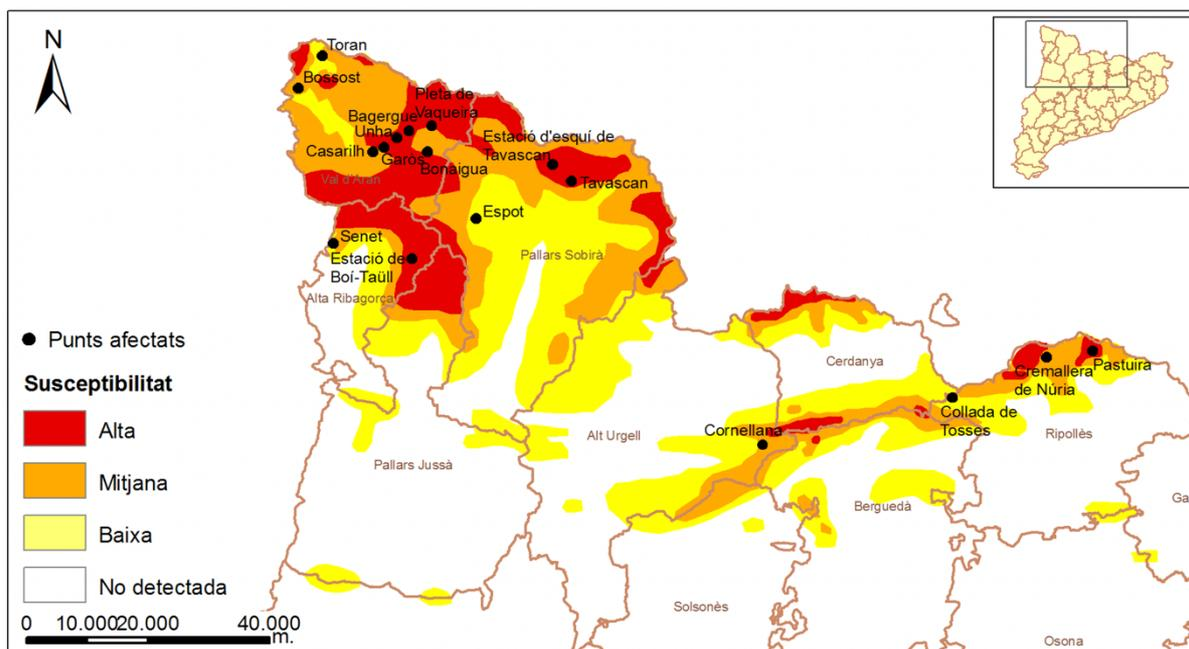 N
Toran
Bossost
Pleta de
Vaqueira
Bagergue
Unha
Estació d'esquí de
Tavascan
Casarilh
Garòs
Bonaigua
Val d'Aran
Tavascan
Espot
Senet
Estació de
Boí-Taüll
Pallars Sobirà
Alta Ribagorça
Punts afectats
Susceptibilitat
Alta
Mitjana
Baixa
No detectada
0 10.000 20.000 40.000
m.
Cerdanya
Cremallera
de Núria
Pastuira
Collada de
Tosses
Cornellana
Alt Urgell
Ripollès
Pallars Jussà
Berguedà
Ga
Solsonès
Osona